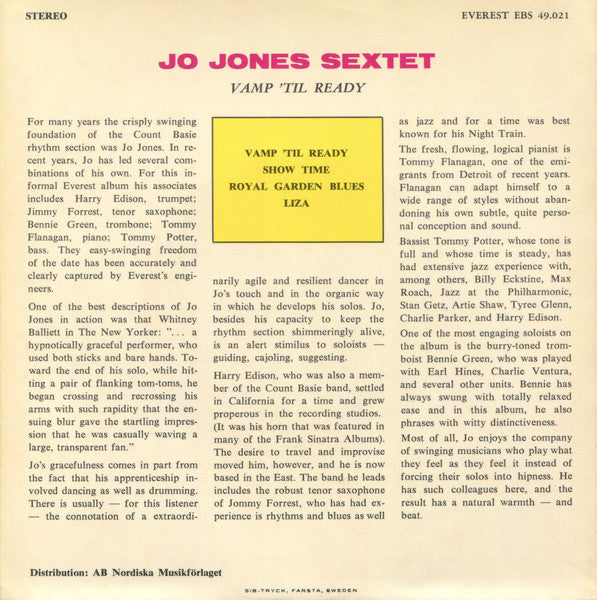 STEREO
EVEREST EBS 49.021
JO JONES SEXTET
VAMP 'TIL READY
For many years the crisply swinging
foundation of the Count Basie
rhythm section was Jo Jones. In re-
cent years, Jo has led several com-
binations of his own. For this in-
formal Everest album his associates
includes Harry Edison, trumpet;
Jimmy Forrest, tenor saxophone;
Bennie Green, trombone; Tommy
Flanagan, piano; Tommy Potter,
bass. They easy-swinging freedom
of the date has been accurately and
clearly captured by Everest's engi-
neers.
One of the best descriptions of Jo
Jones in action was that Whitney
Balliett in The New Yorker: "... a
hypnotically graceful performer, who
used both sticks and bare hands. To-
ward the end of his solo, while hit-
ting a pair of flanking tom-toms, he
began crossing and recrossing his
arms with such rapidity that the en-
suing blur gave the startling impres-
sion that he was casually waving a
large, transparent fan."
Jo's gracefulness comes in part from
the fact that his apprenticeship in-
volved dancing as well as drumming.
There is usually — for this listener
— the connotation of a extraordi-
VAMP 'TIL READY
SHOW TIME
ROYAL GARDEN BLUES
LIZA
narily agile and resilient dancer in
Jo's touch and in the organic way
in which he develops his solos. Jo,
besides his capacity to keep the
rhythm section shimmeringly alive,
is an alert stimulus to soloists —
guiding, cajoling, suggesting.
Harry Edison, who was also a mem-
ber of the Count Basie band, settled
in California for a time and grew
properous in the recording studios.
(It was his horn that was featured in
many of the Frank Sinatra Albums).
The desire to travel and improvise
moved him, however, and he is now
based in the East. The band he leads
includes the robust tenor saxophone
of Jommy Forrest, who has had ex-
perience is rhythms and blues as well
as jazz and for a time was best
known for his Night Train.
The fresh, flowing, logical pianist is
Tommy Flanagan, one of the emi-
grants from Detroit of recent years.
Flanagan can adapt himself to a
wide range of styles without aban-
doning his own subtle, quite perso-
nal conception and sound.
Bassist Tommy Potter, whose tone is
full and whose time is steady, has
had extensive jazz experience with,
among others, Billy Eckstine, Max
Roach, Jazz at the Philharmonic,
Stan Getz, Artie Shaw, Tyree Glenn,
Charlie Parker, and Harry Edison.
One of the most engaging soloists on
the album is the burry-toned trom-
boist Bennie Green, who was played
with Earl Hines, Charlie Ventura,
and several other units. Bennie has
always swung with totally relaxed
ease and in this album, he also
phrases with witty distinctiveness.
Most of all, Jo enjoys the company
of swinging musicians who play what
they feel as they feel it instead of
forcing their solos into hipness. He
has such colleagues here, and the
result has a natural warmth — and
beat.
Distribution: AB Nordiska Musikförlaget
SIB-TRYCK, FARSTA, SWEDEN